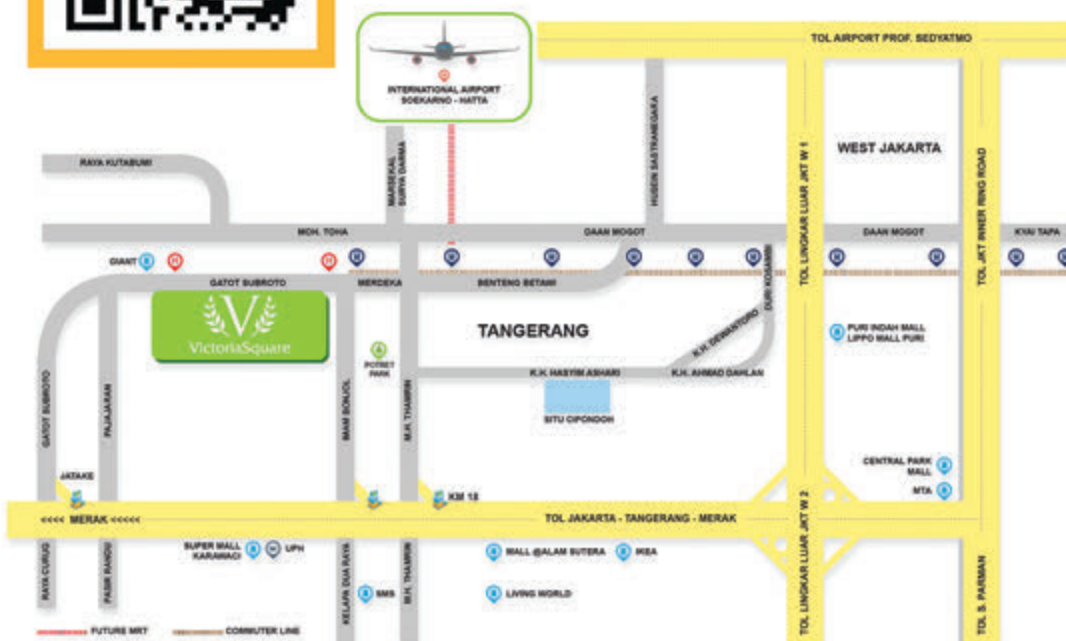 TOL AIRPORT PROF. SEDYATMO
INTERNATIONAL AIRPORT
SOEKARNO - HATTA
RAYA KUTABUMI
MARSEKAL
SURYA DARMA
HUSEIN SASTRANEGARA
TOL LINGKAR LUAR JKT W 1
WEST JAKARTA
TOL JKT INNER RING ROAD
MOH. TOHA
DAAN MOGOT
DAAN MOGOT
KYAI TAPA
GIANT
GATOT SUBROTO
MERDEKA
BENTENG BETAWI
DURI KOSAMBI
VictoriaSquare
TANGERANG
K.H. DEWANTORO
PURI INDAH MALL
LIPPO MALL PURI
POTRET
PARK
K.H. HASYIM ASHARI
K.H. AHMAD DAHLAN
GATOT SUBROTO
PAJAJARAN
IMAM BONJOL
M.H. THAMRIN
SITU CIPONDOH
JATAKE
CENTRAL PARK
MALL
MTA
KM 18
<<<< MERAK <<<<<
TOL JAKARTA - TANGERANG - MERAK
TOL LINGKAR LUAR JKT W 2
RAYA CURUG
PASIR RANDU
SUPER MALL
KARAWACI
UPH
KELAPA DUA RAYA
M.H. THAMRIN
MALL @ALAM SUTERA
IKEA
SMS
LIVING WORLD
TOL S. PARMAN
FUTURE MRT
COMMUTER LINE